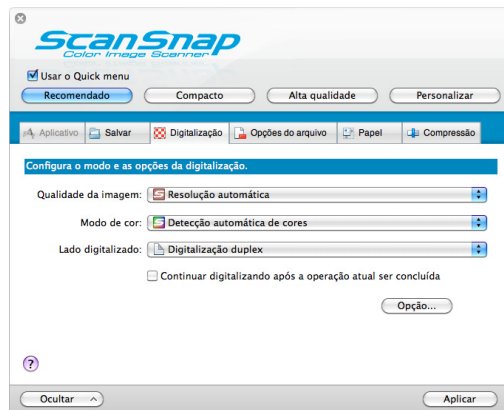 ScanSnap
Color Image Scanner
Usar o Quick menu
Recomendado Compacto Alta qualidade Personalizar
Aplicativo Salvar Digitalização Opções do arquivo Papel Compressão
Configura o modo e as opções da digitalização.
Qualidade da imagem: Resolução automática
Modo de cor: Detecção automática de cores
Lado digitalizado: Digitalização duplex
Continuar digitalizando após a operação atual ser concluída
Opção...
?
Ocultar Aplicar